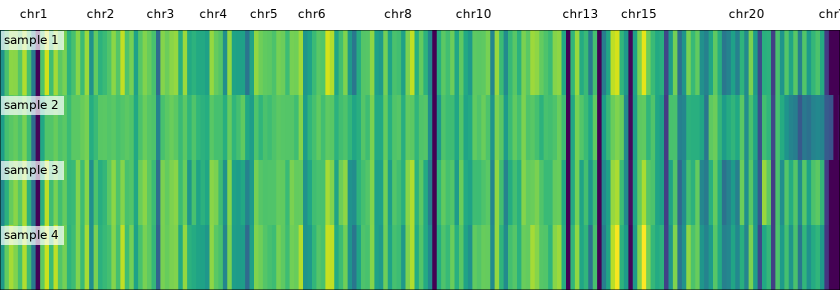 chr1 chr2 chr3 chr4 chr5 chr6 chr8 chr10 chr13 chr15 chr20
sample 1
sample 2
sample 3
sample 4